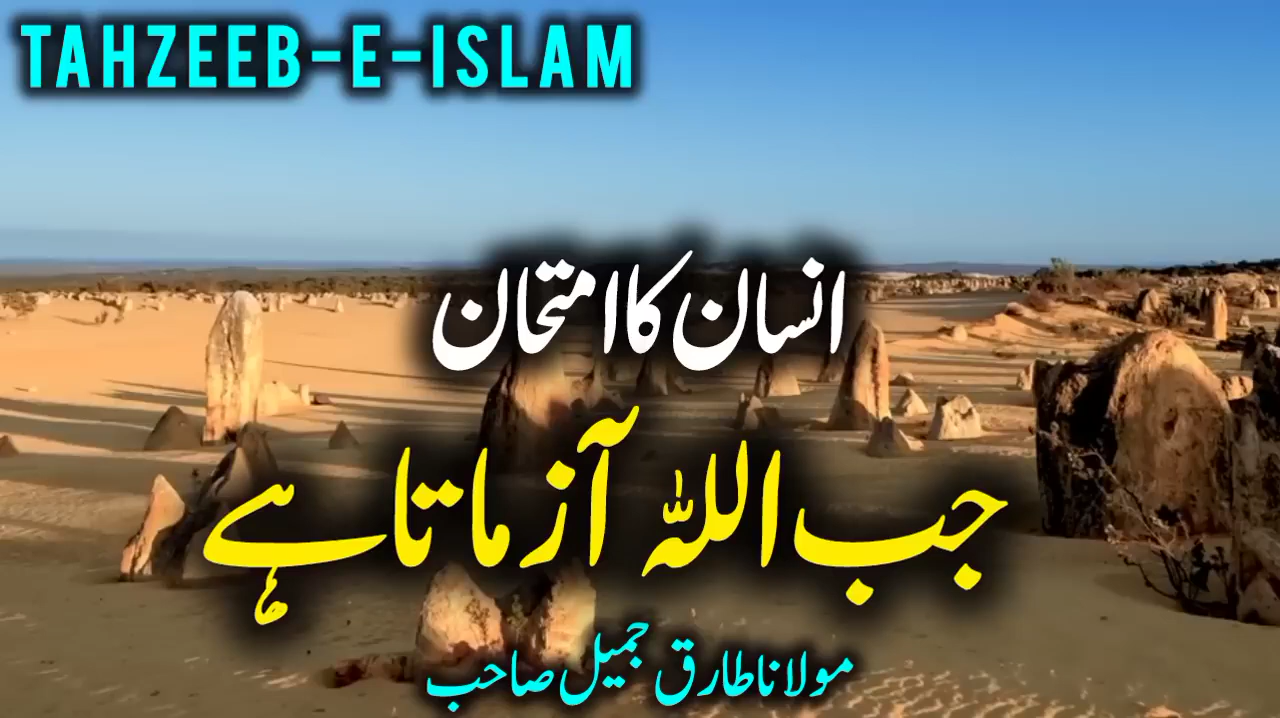 TAHZEEB-E-ISLAM
انسان کا امتحان
جب اللہ آزماتا ہے
مولانا طارق جمیل صاحب